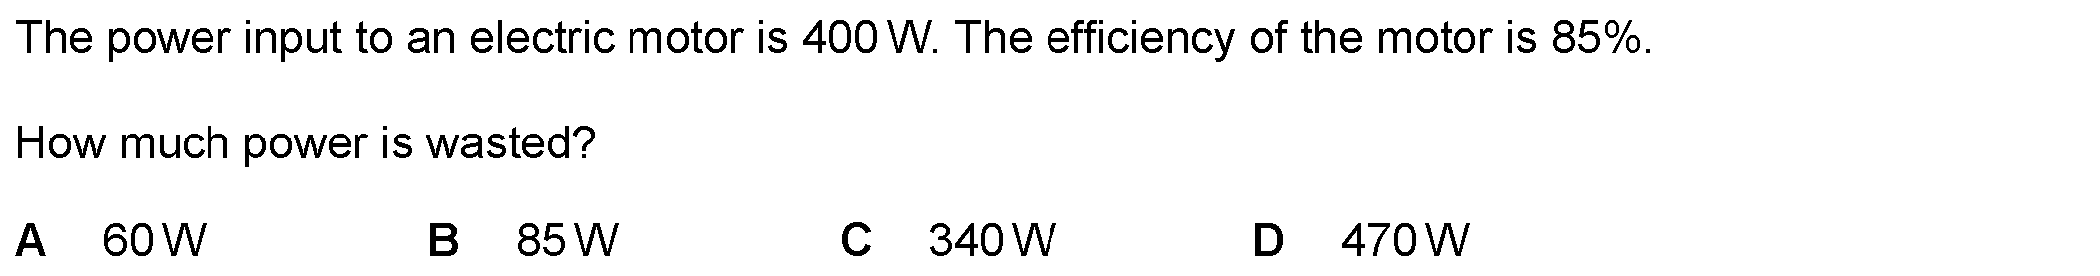 The power input to an electric motor is 400 W. The efficiency of the motor is 85%.
How much power is wasted?
A 60 W B 85 W C 340 W D 470 W